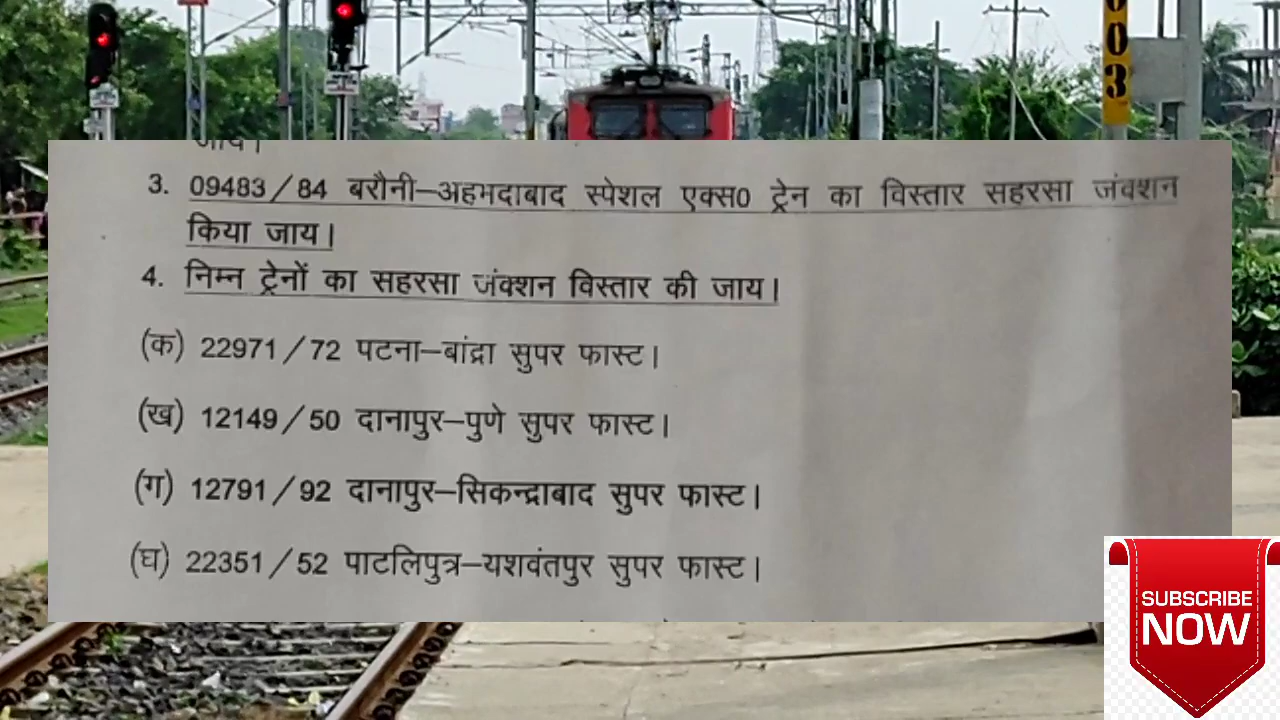 003
जाय।
3. 09483/84 बरौनी–अहमदाबाद स्पेशल एक्स0 ट्रेन का विस्तार सहरसा जंक्शन
किया जाय।
4. निम्न ट्रेनों का सहरसा जंक्शन विस्तार की जाय।
(क) 22971/72 पटना–बांद्रा सुपर फास्ट।
(ख) 12149/50 दानापुर–पुणे सुपर फास्ट।
(ग) 12791/92 दानापुर–सिकन्द्राबाद सुपर फास्ट।
(घ) 22351/52 पाटलिपुत्र–यशवंतपुर सुपर फास्ट।
SUBSCRIBE
NOW